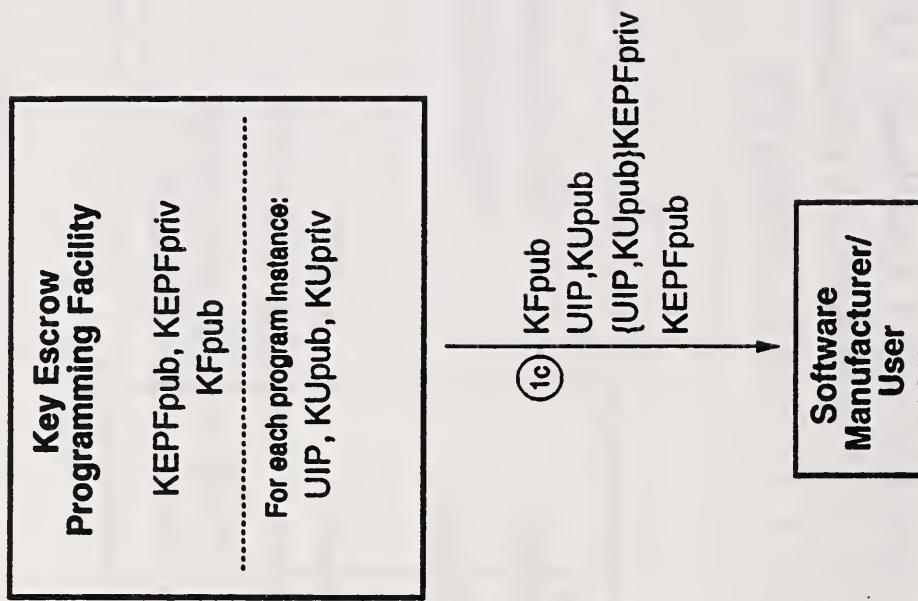 Key Escrow
Programming Facility
KEPFpub, KEPFpriv
KFpub
For each program instance:
UIP, KUpub, KUpriv
1c
KFpub
UIP,KUpub
{UIP,KUpub}KEPFpriv
KEPFpub
Software
Manufacturer/
User